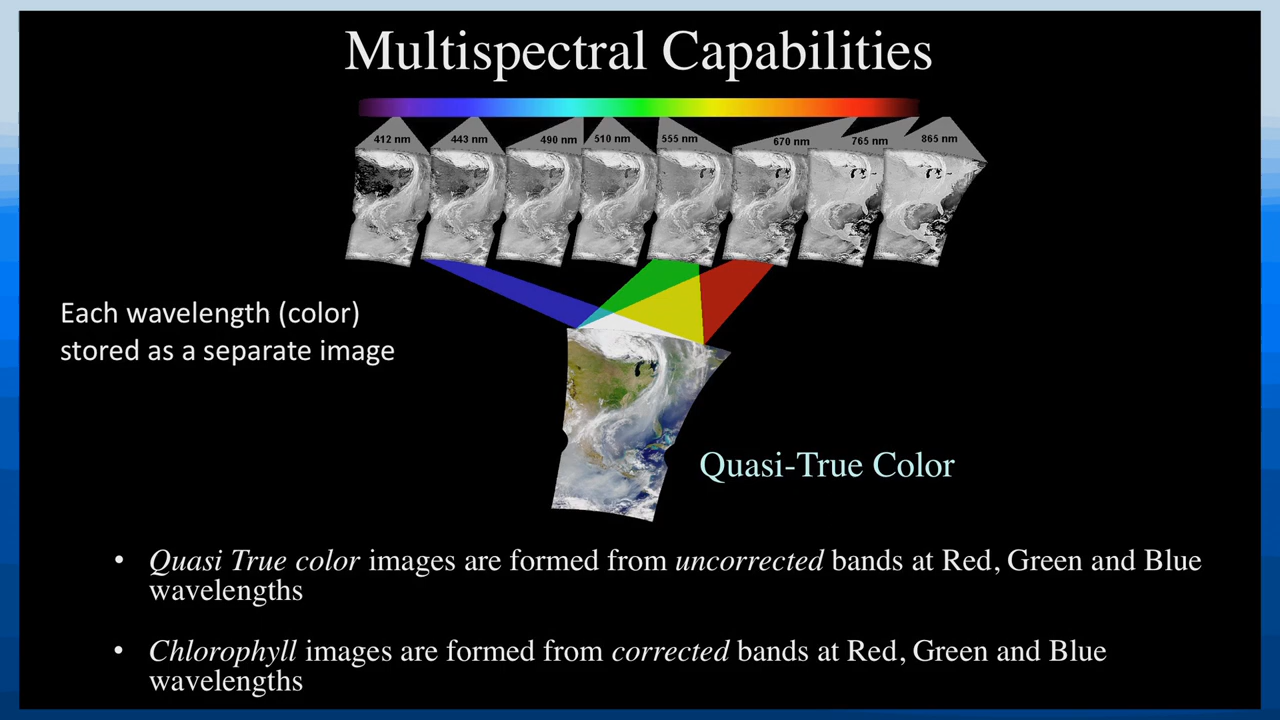 Multispectral Capabilities
412 nm 443 nm 490 nm 510 nm 555 nm 670 nm 765 nm 865 nm
Each wavelength (color)
stored as a separate image
Quasi-True Color
• Quasi True color images are formed from uncorrected bands at Red, Green and Blue
wavelengths
• Chlorophyll images are formed from corrected bands at Red, Green and Blue
wavelengths